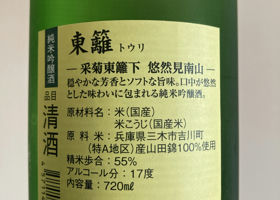 純米吟醸酒
品目 清酒
東籬 トウリ
―采菊東籬下 悠然見南山―
穏やかな芳香とソフトな旨味。口中が悠然
とした味わいに包まれる純米吟醸酒。
原材料名：米（国産）
米こうじ（国産米）
原料米：兵庫県三木市吉川町
（特A地区）産山田錦100%使用
精米歩合：55%
アルコール分：17度
内容量：720㎖